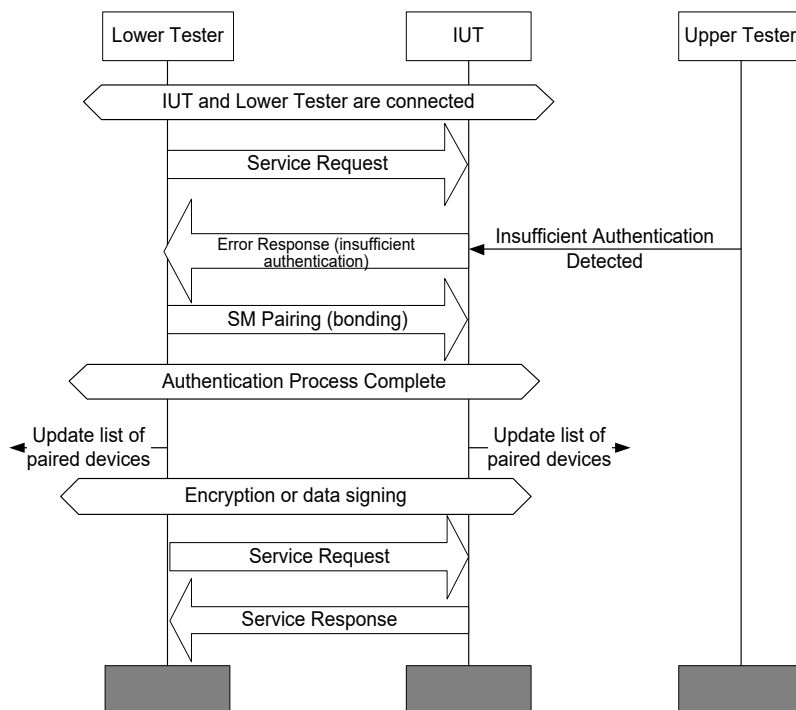 Lower Tester
IUT
Upper Tester
IUT and Lower Tester are connected
Service Request
Error Response (insufficient
authentication)
Insufficient Authentication
Detected
SM Pairing (bonding)
Authentication Process Complete
Update list of
paired devices
Update list of
paired devices
Encryption or data signing
Service Request
Service Response